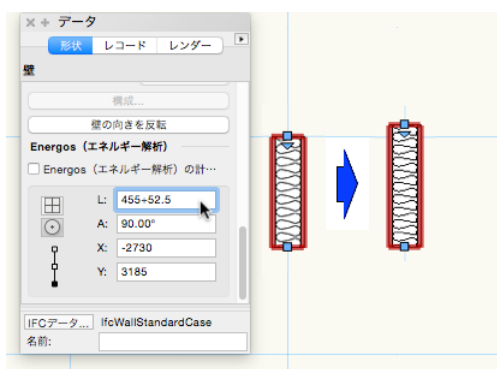 データ
形状 レコード レンダー
壁
構成...
壁の向きを反転
Energos（エネルギー解析）
Energos（エネルギー解析）の計…
L: 455+52.5
A: 90.00°
X: -2730
Y: 3185
IFCデータ... IfcWallStandardCase
名前: